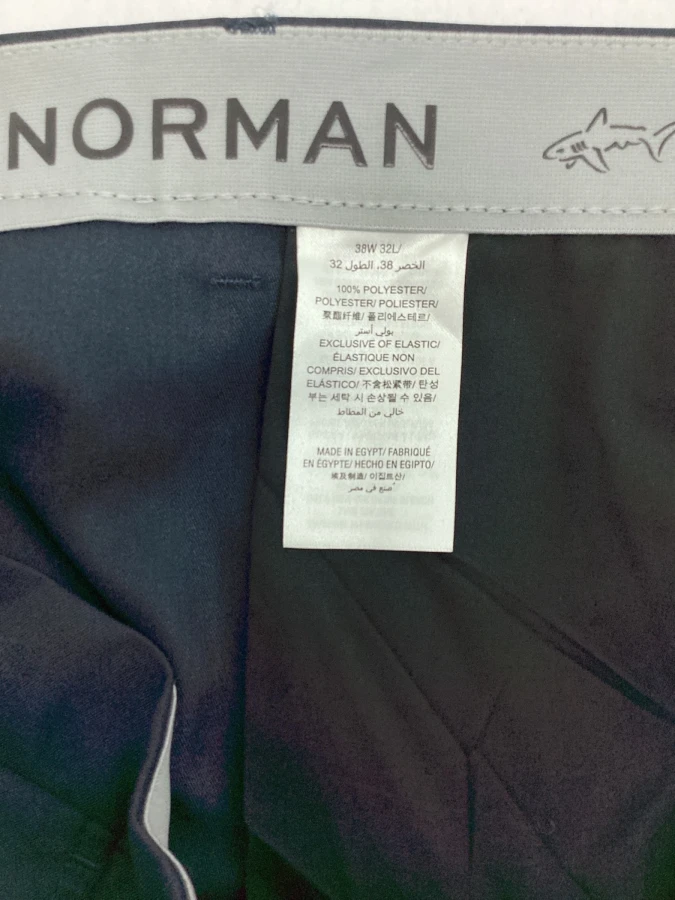 NORMAN
38W 32L/
الخصر 38، الطول 32
100% POLYESTER/
POLYESTER/ POLIESTER/
聚酯纤维/ 폴리에스테르/
بولي أستر
EXCLUSIVE OF ELASTIC/
ÉLASTIQUE NON
COMPRIS/ EXCLUSIVO DEL
ELÁSTICO/ 不含松紧带/ 탄성
부는 세탁 시 손상될 수 있음/
خالي من المطاط
MADE IN EGYPT/ FABRIQUÉ
EN ÉGYPTE/ HECHO EN EGIPTO/
埃及制造/ 이집트산/
صنع في مصر